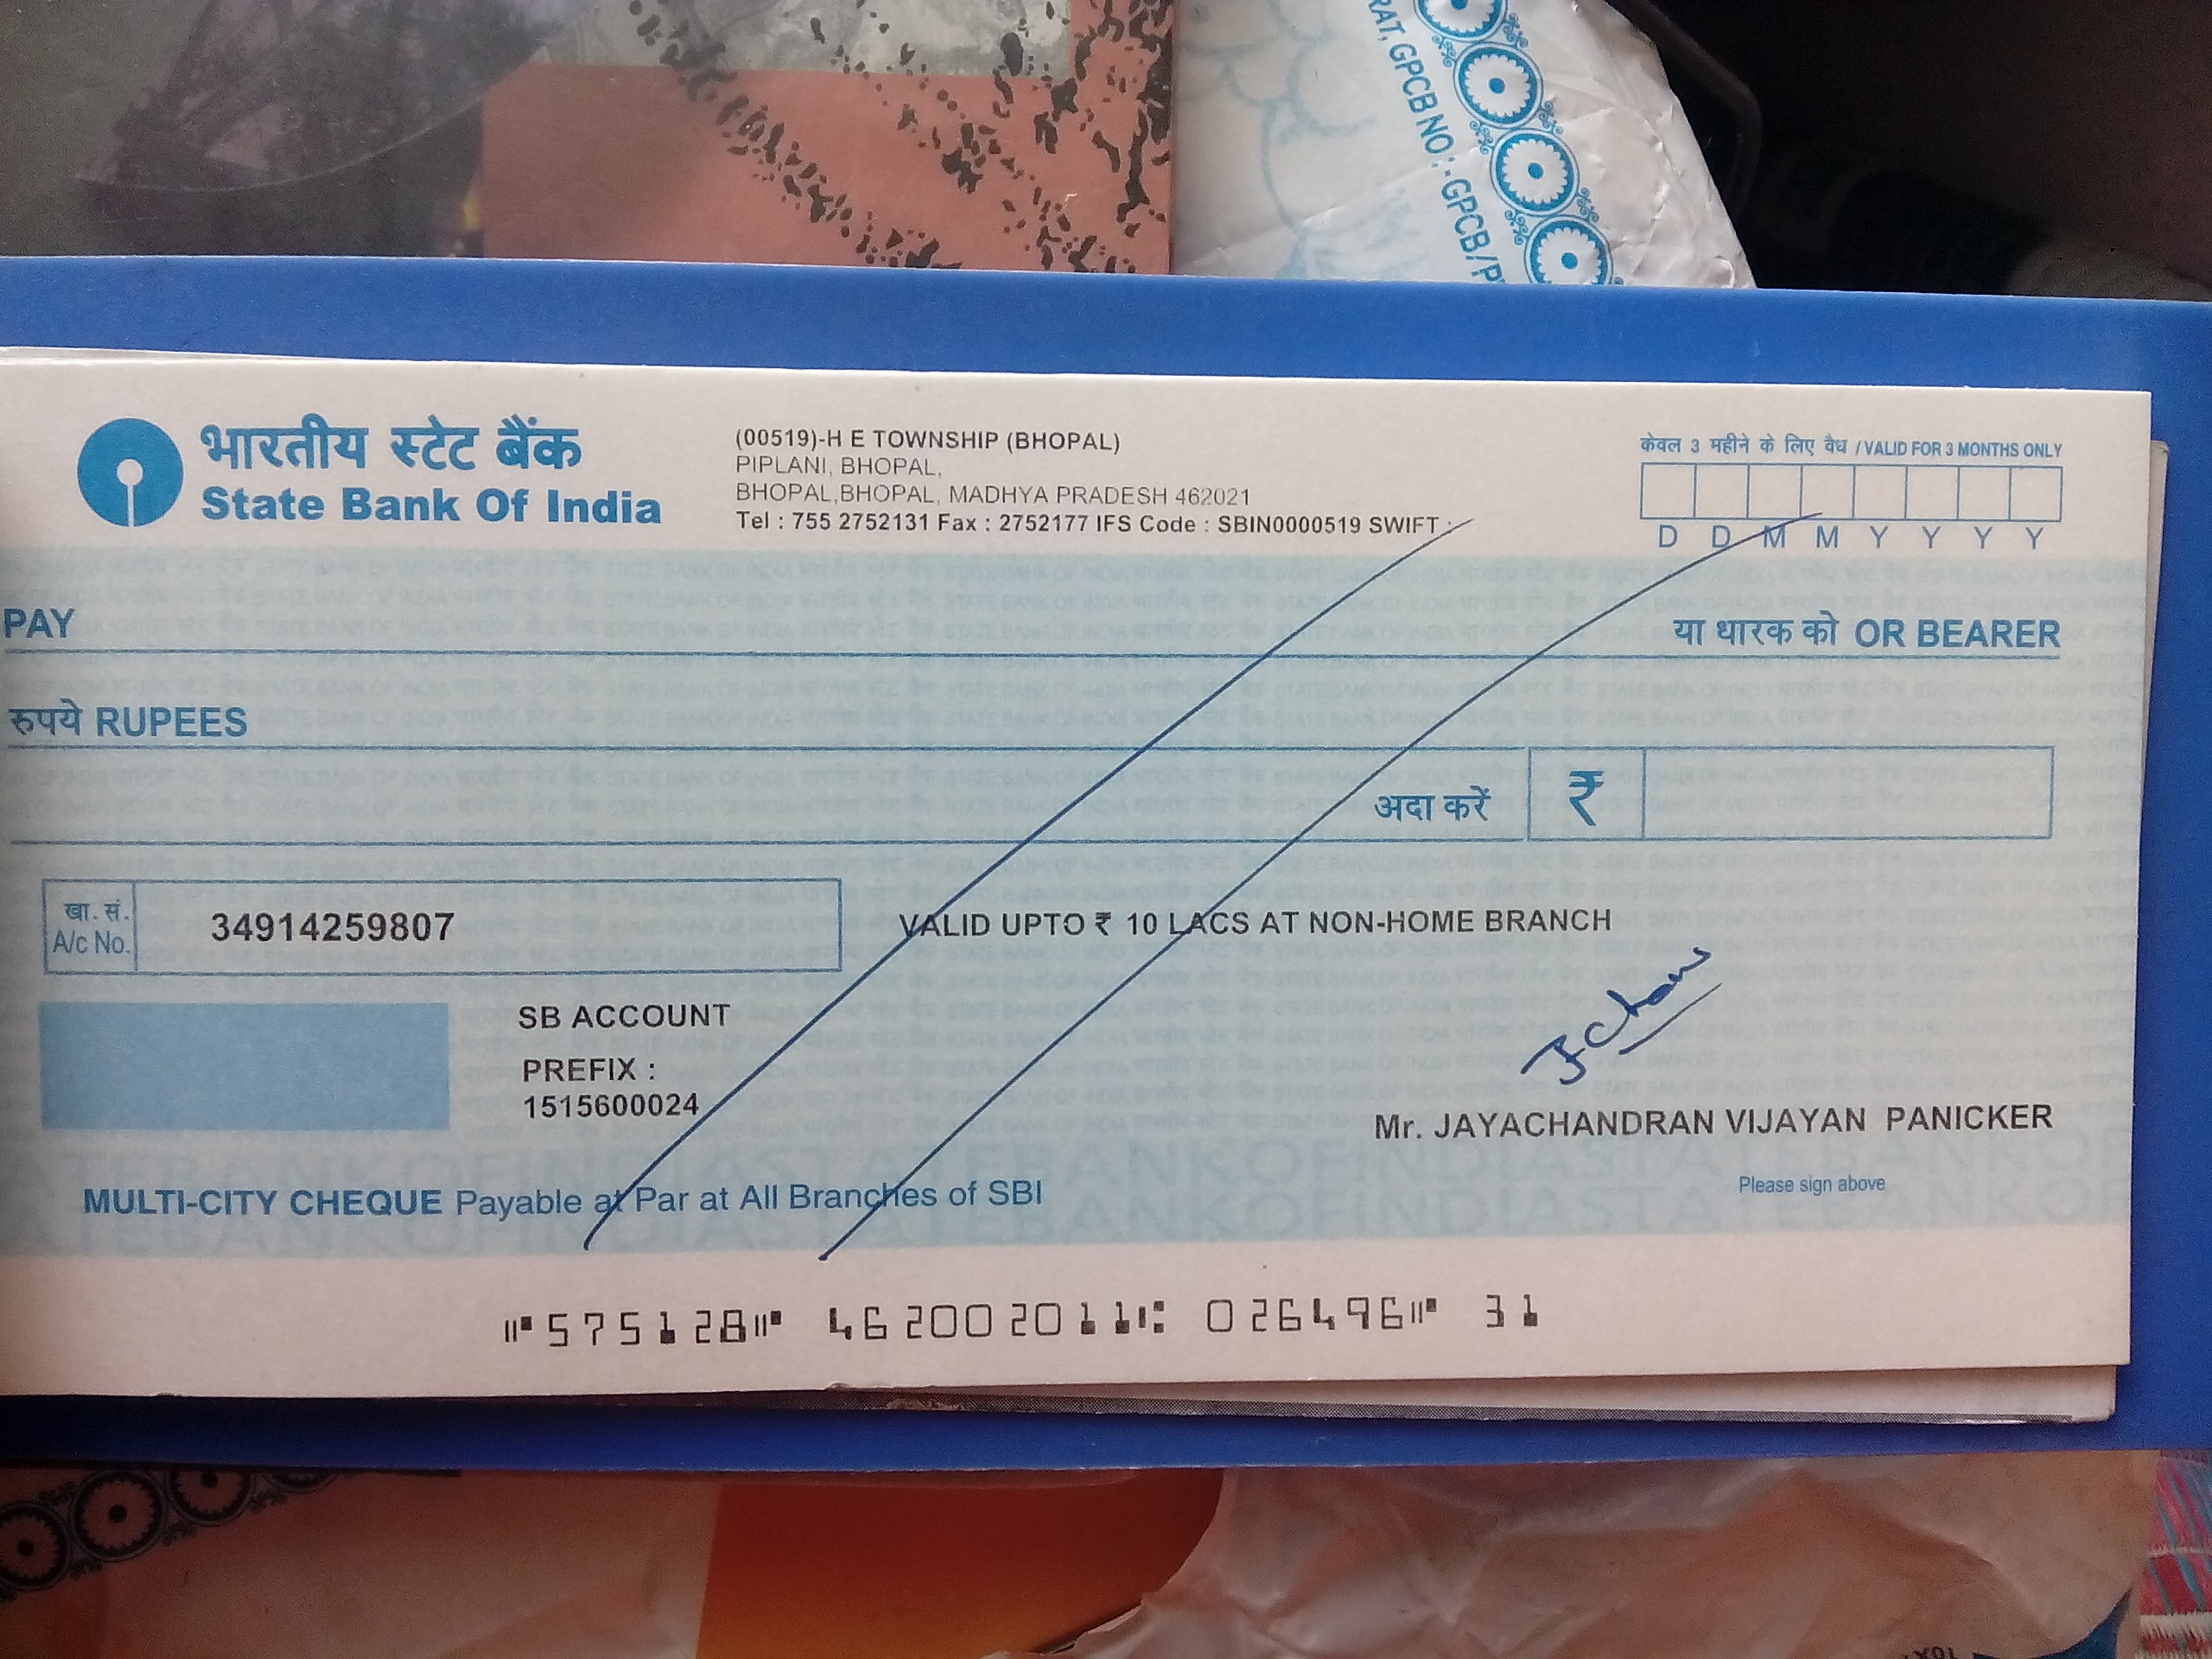 RAT, GPCB NO:-GPCB/P
भारतीय स्टेट बैंक
State Bank Of India
(00519)-H E TOWNSHIP (BHOPAL)
PIPLANI, BHOPAL,
BHOPAL,BHOPAL, MADHYA PRADESH 462021
Tel : 755 2752131 Fax : 2752177 IFS Code : SBIN0000519 SWIFT :
केवल 3 महीने के लिए वैध / VALID FOR 3 MONTHS ONLY
D D M M Y Y Y Y
PAY
या धारक को OR BEARER
रुपये RUPEES
अदा करें ₹
खा. सं.
A/c No.
34914259807
VALID UPTO ₹ 10 LACS AT NON-HOME BRANCH
SB ACCOUNT
PREFIX :
1515600024
Mr. JAYACHANDRAN VIJAYAN PANICKER
Please sign above
MULTI-CITY CHEQUE Payable at Par at All Branches of SBI
⑈575128⑈ 462002011⑆ 026496⑈ 31